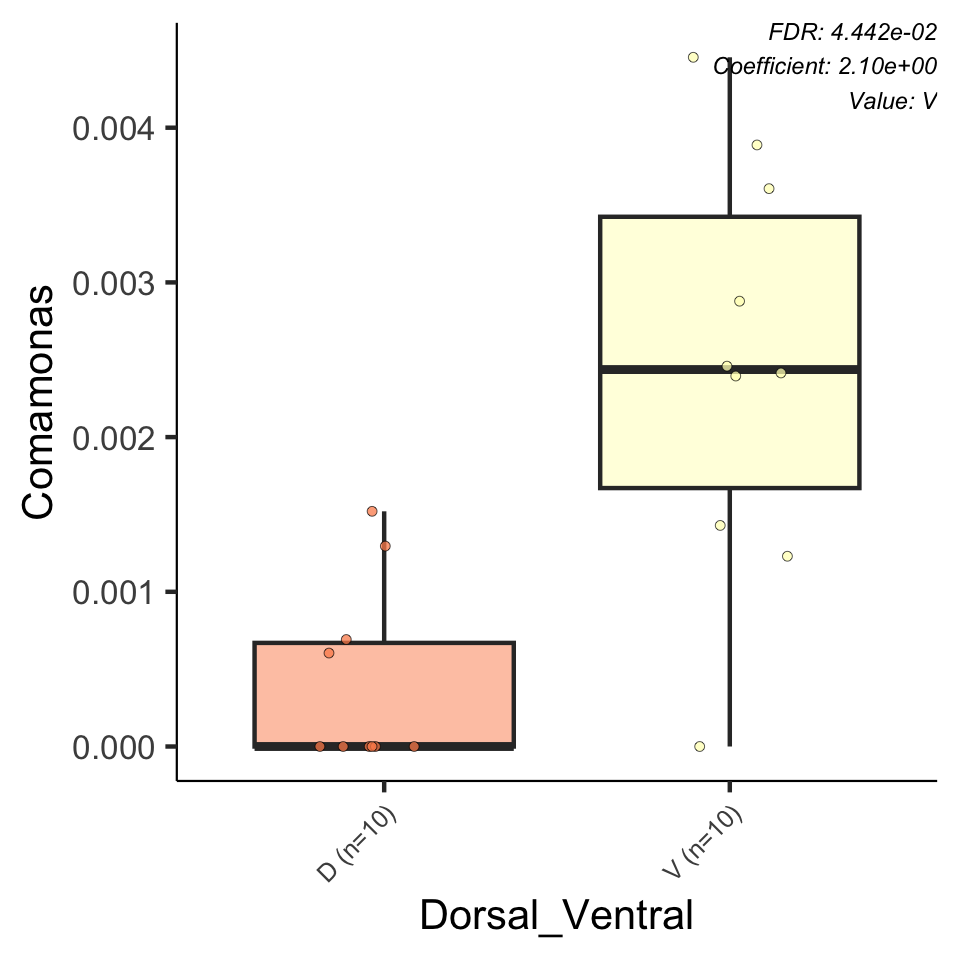 FDR: 4.442e-02
Coefficient: 2.10e+00
Value: V
0.004
0.003
0.002
0.001
0.000
Comamonas
D (n=10)
V (n=10)
Dorsal_Ventral